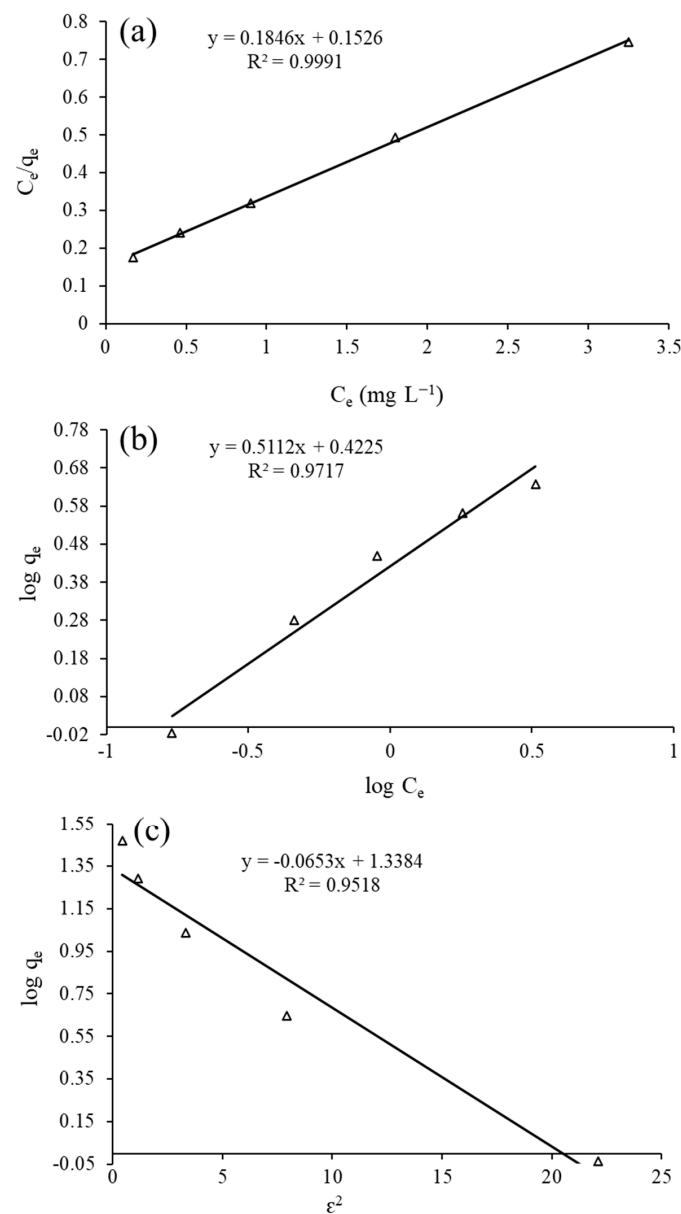 (a)
y = 0.1846x + 0.1526
R² = 0.9991
0.8
0.7
0.6
0.5
0.4
0.3
0.2
0.1
0
Cₑ/qₑ
0 0.5 1 1.5 2 2.5 3 3.5
Cₑ (mg L⁻¹)
(b)
y = 0.5112x + 0.4225
R² = 0.9717
0.78
0.68
0.58
0.48
0.38
0.28
0.18
0.08
-0.02
log qₑ
-1 -0.5 0 0.5 1
log Cₑ
(c)
y = -0.0653x + 1.3384
R² = 0.9518
1.55
1.35
1.15
0.95
0.75
0.55
0.35
0.15
-0.05
log qₑ
0 5 10 15 20 25
ε²